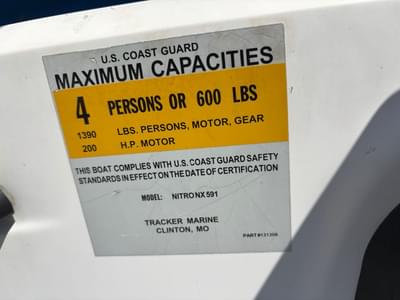 U.S. COAST GUARD
MAXIMUM CAPACITIES
4 PERSONS OR 600 LBS
1390 LBS. PERSONS, MOTOR, GEAR
200 H.P. MOTOR
THIS BOAT COMPLIES WITH U.S. COAST GUARD SAFETY
STANDARDS IN EFFECT ON THE DATE OF CERTIFICATION
MODEL: NITRO NX 591
TRACKER MARINE
CLINTON, MO